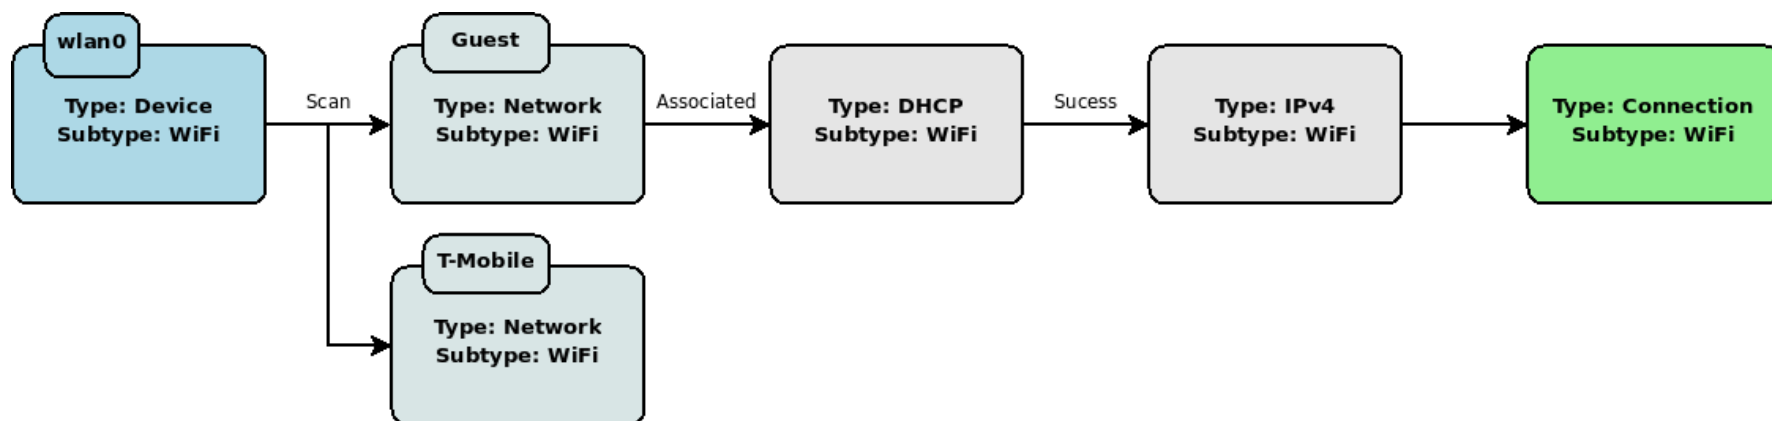 wlan0
Type: Device
Subtype: WiFi
Scan
Guest
Type: Network
Subtype: WiFi
Associated
Type: DHCP
Subtype: WiFi
Sucess
Type: IPv4
Subtype: WiFi
Type: Connection
Subtype: WiFi
T-Mobile
Type: Network
Subtype: WiFi